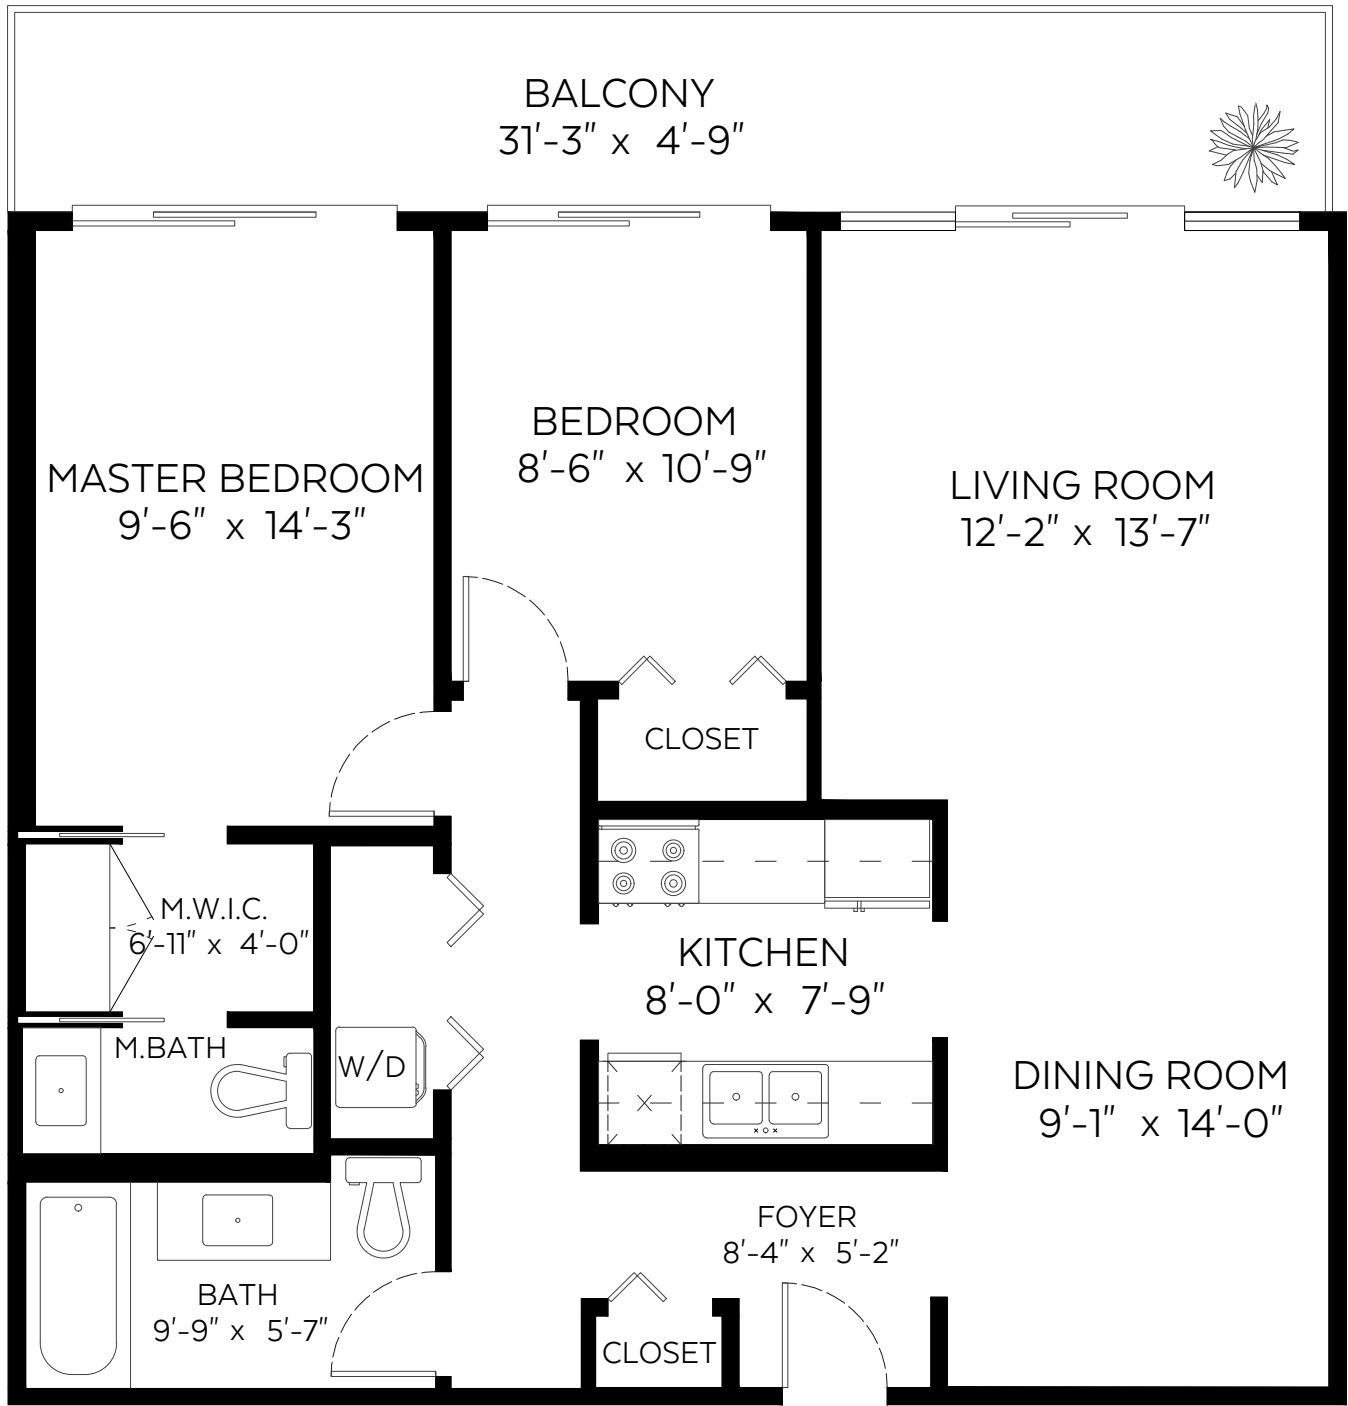 BALCONY
31'-3" x 4'-9"
BEDROOM
8'-6" x 10'-9"
MASTER BEDROOM
9'-6" x 14'-3"
LIVING ROOM
12'-2" x 13'-7"
CLOSET
M.W.I.C.
6'-11" x 4'-0"
KITCHEN
8'-0" x 7'-9"
M.BATH
W/D
DINING ROOM
9'-1" x 14'-0"
FOYER
8'-4" x 5'-2"
BATH
9'-9" x 5'-7"
CLOSET